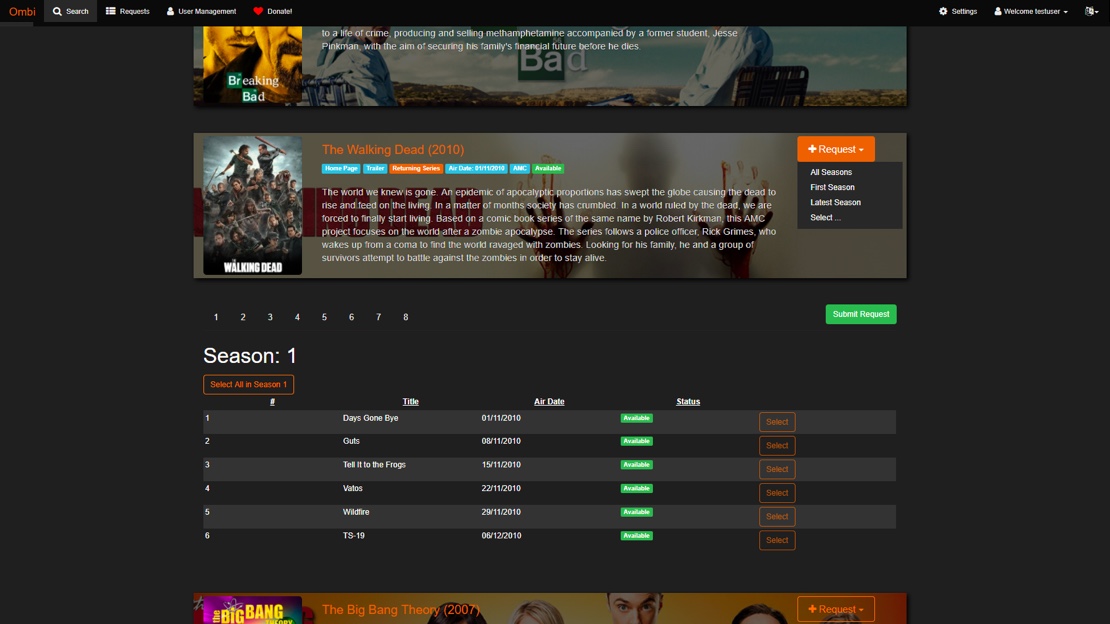 Ombi Search Requests User Management Donate! Settings Welcome testuser
to a life of crime, producing and selling methamphetamine accompanied by a former student, Jesse
Pinkman, with the aim of securing his family's financial future before he dies.
Bad
Breaking
Bad
The Walking Dead (2010)
+ Request
Home Page Trailer Returning Series Air Date: 01/11/2010 AMC Available
All Seasons
First Season
Latest Season
Select ...
The world we knew is gone. An epidemic of apocalyptic proportions has swept the globe causing the dead to
rise and feed on the living. In a matter of months society has crumbled. In a world ruled by the dead, we are
forced to finally start living. Based on a comic book series of the same name by Robert Kirkman, this AMC
project focuses on the world after a zombie apocalypse. The series follows a police officer, Rick Grimes, who
wakes up from a coma to find the world ravaged with zombies. Looking for his family, he and a group of
survivors attempt to battle against the zombies in order to stay alive.
THE WALKING DEAD
1 2 3 4 5 6 7 8
Submit Request
Season: 1
Select All in Season 1
# Title Air Date Status
1 Days Gone Bye 01/11/2010 Available Select
2 Guts 08/11/2010 Available Select
3 Tell It to the Frogs 15/11/2010 Available Select
4 Vatos 22/11/2010 Available Select
5 Wildfire 29/11/2010 Available Select
6 TS-19 06/12/2010 Available Select
the BIG BANG
THEORY
The Big Bang Theory (2007)
+ Request